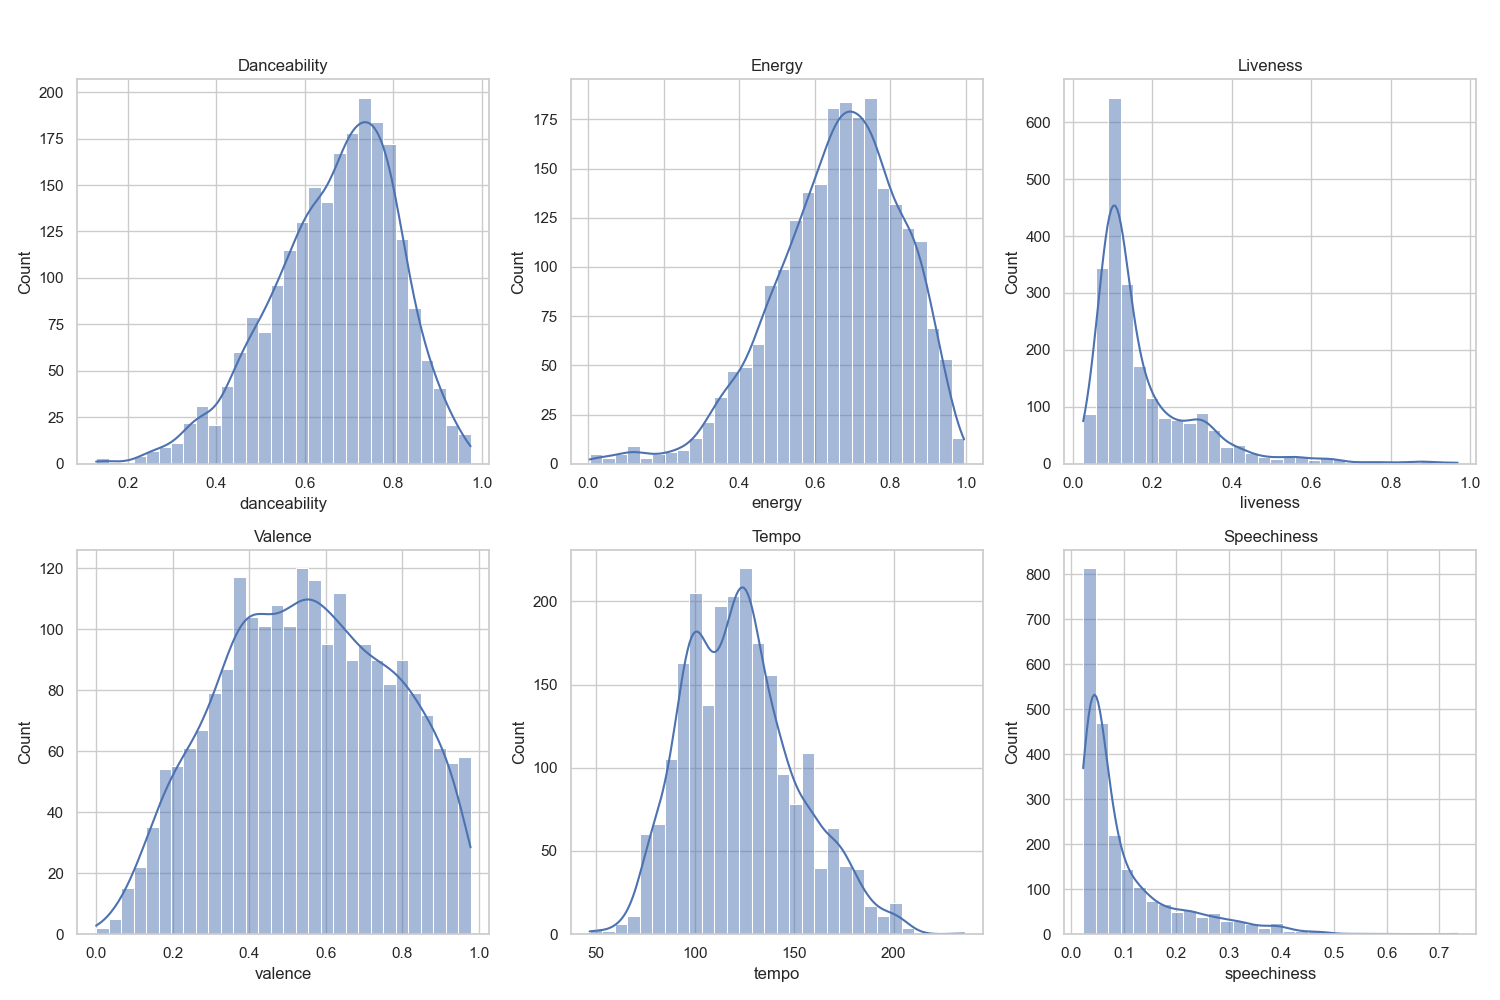 Danceability
Energy
Liveness
200
175
150
125
100
75
50
25
0
Count
0.2 0.4 0.6 0.8 1.0
danceability
175
150
125
100
75
50
25
0
Count
0.0 0.2 0.4 0.6 0.8 1.0
energy
600
500
400
300
200
100
0
Count
0.0 0.2 0.4 0.6 0.8 1.0
liveness
Valence
Tempo
Speechiness
120
100
80
60
40
20
0
Count
0.0 0.2 0.4 0.6 0.8 1.0
valence
200
150
100
50
0
Count
50 100 150 200
tempo
800
700
600
500
400
300
200
100
0
Count
0.0 0.1 0.2 0.3 0.4 0.5 0.6 0.7
speechiness